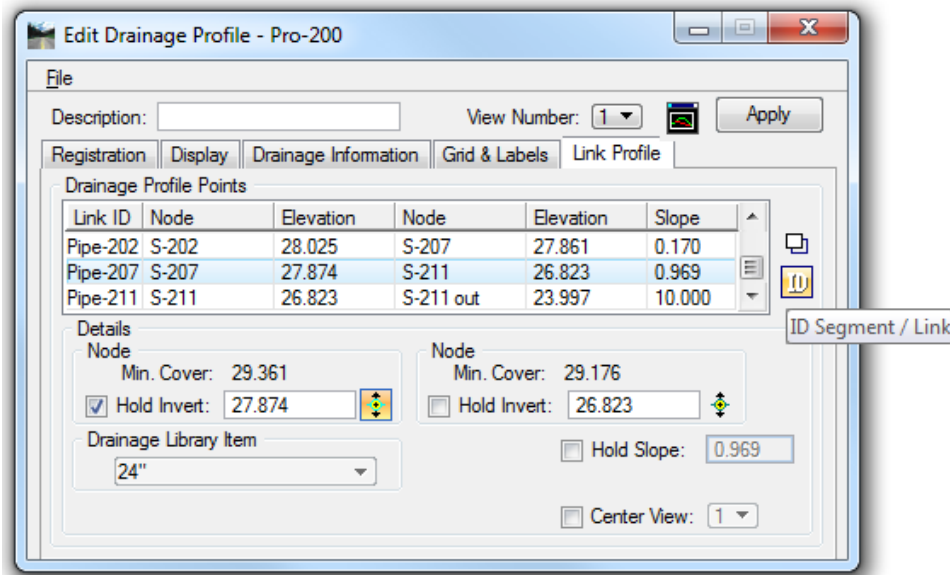 Edit Drainage Profile - Pro-200
File
Description: View Number: 1 Apply
Registration Display Drainage Information Grid & Labels Link Profile
Drainage Profile Points
Link ID Node Elevation Node Elevation Slope
Pipe-202 S-202 28.025 S-207 27.861 0.170
Pipe-207 S-207 27.874 S-211 26.823 0.969
Pipe-211 S-211 26.823 S-211 out 23.997 10.000
ID
ID Segment / Link
Details
Node Node
Min. Cover: 29.361 Min. Cover: 29.176
Hold Invert: 27.874 Hold Invert: 26.823
Drainage Library Item Hold Slope: 0.969
24"
Center View: 1